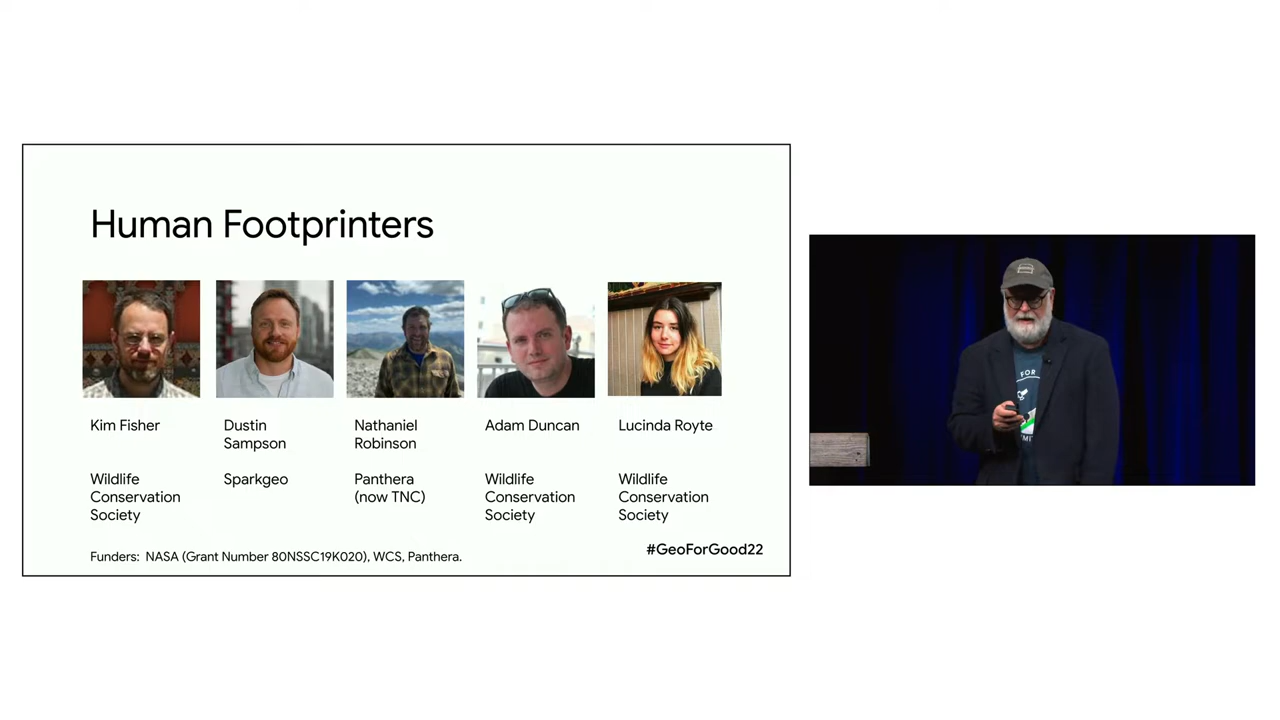 Human Footprinters
Kim Fisher
Dustin
Sampson
Nathaniel
Robinson
Adam Duncan
Lucinda Royte
Wildlife
Conservation
Society
Sparkgeo
Panthera
(now TNC)
Wildlife
Conservation
Society
Wildlife
Conservation
Society
Funders: NASA (Grant Number 80NSSC19K020), WCS, Panthera.
#GeoForGood22
FOR